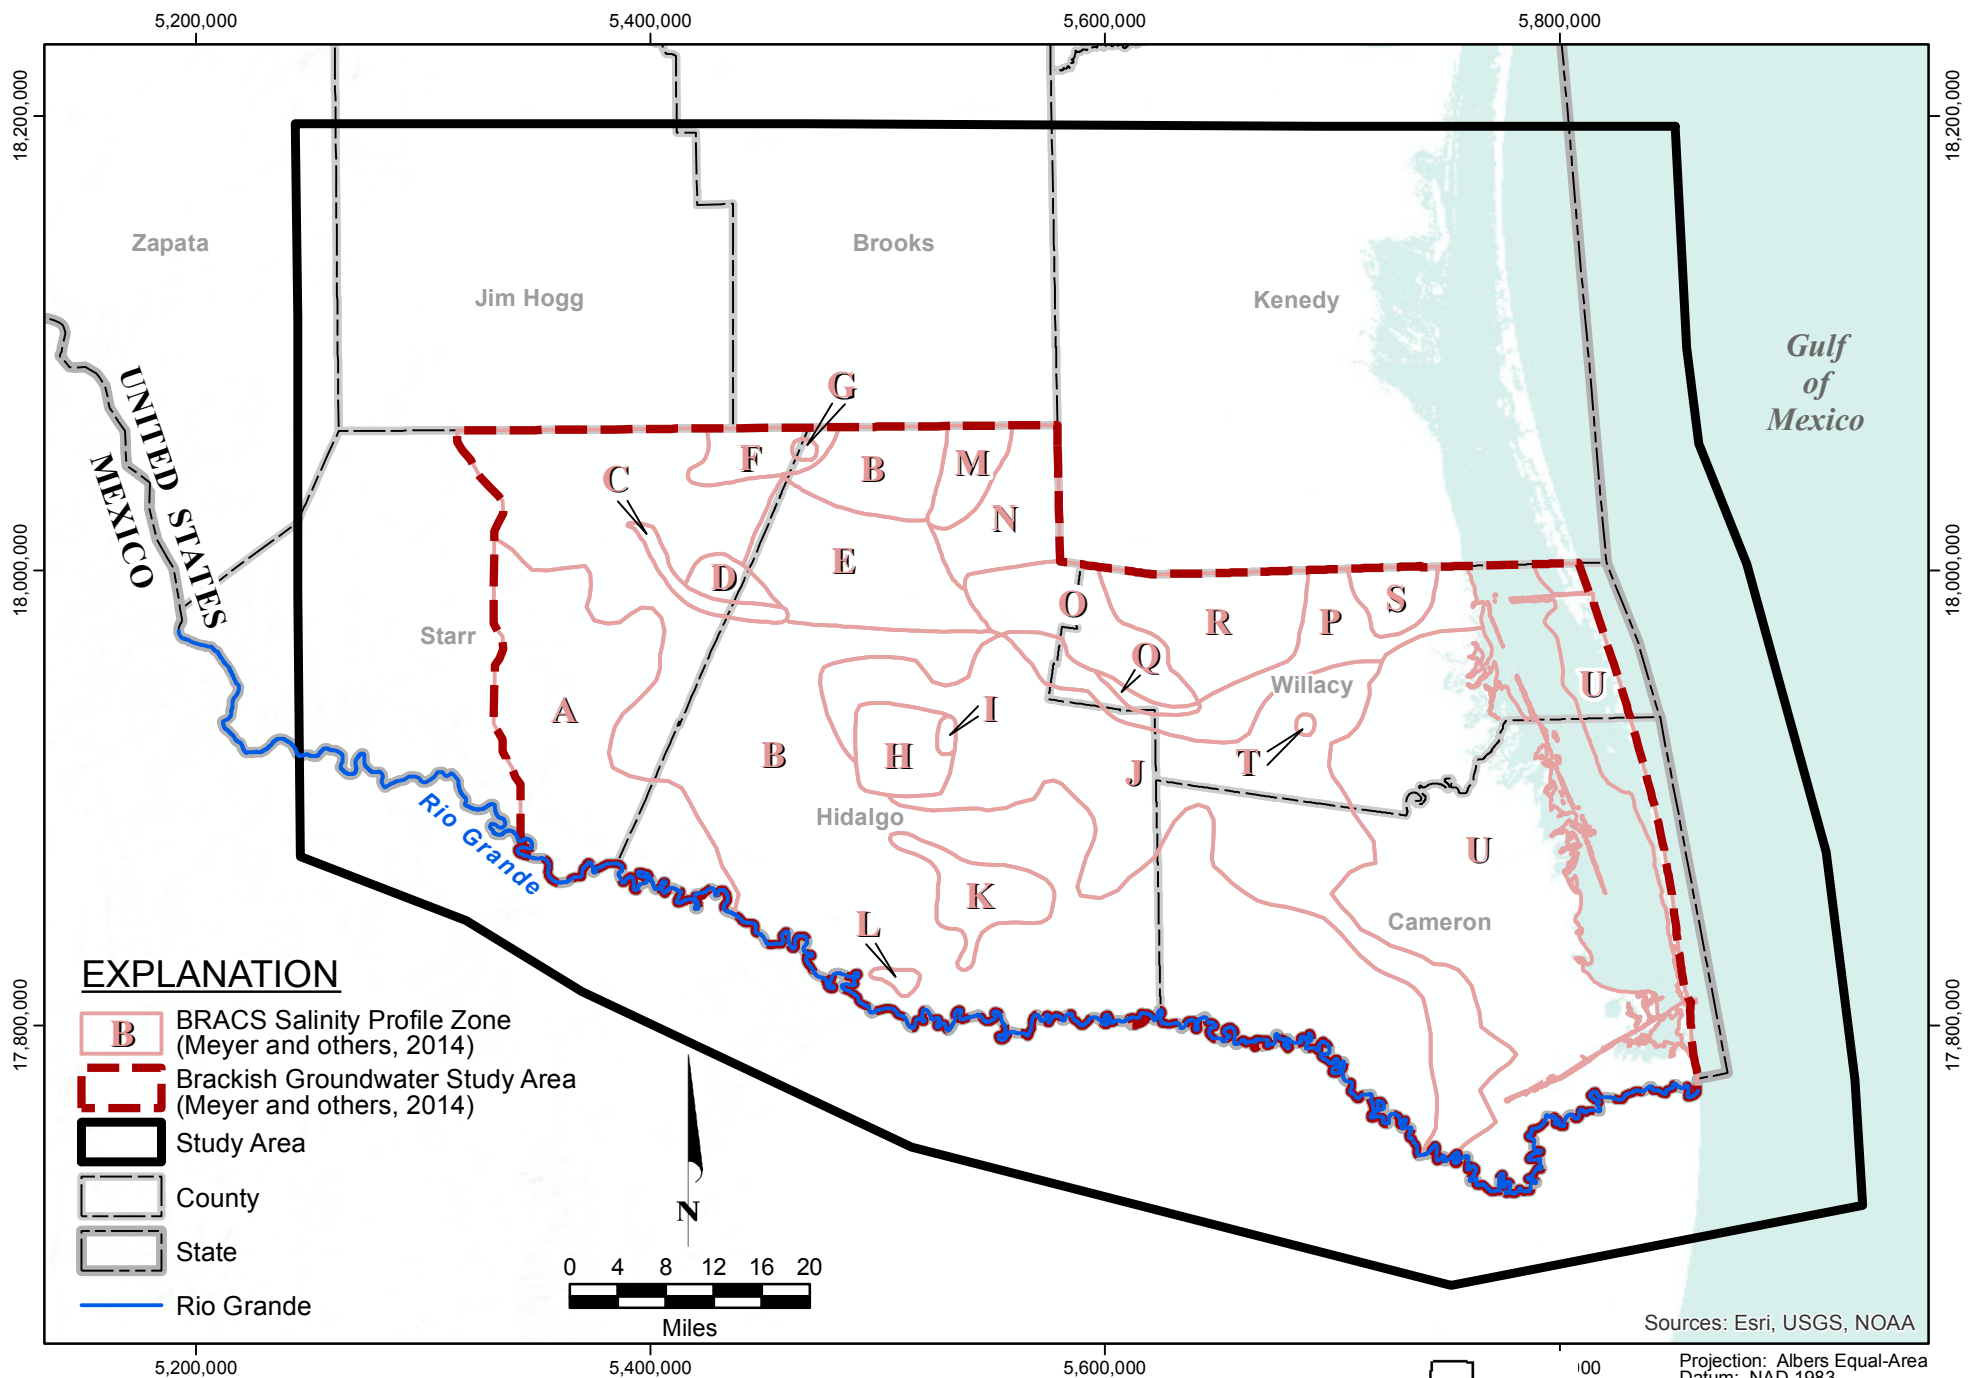 5,200,000
5,400,000
5,600,000
5,800,000
18,200,000
18,200,000
Zapata
Brooks
Jim Hogg
Kenedy
Gulf
of
Mexico
UNITED STATES
MEXICO
G
F
B
M
C
N
E
D
18,000,000
18,000,000
O
R
P
S
Starr
Q
Willacy
U
A
I
B
H
J
T
Rio Grande
Hidalgo
U
K
L
Cameron
EXPLANATION
B
BRACS Salinity Profile Zone
(Meyer and others, 2014)
Brackish Groundwater Study Area
(Meyer and others, 2014)
Study Area
County
State
Rio Grande
17,800,000
17,800,000
N
0 4 8 12 16 20
Miles
Sources: Esri, USGS, NOAA
5,200,000
5,400,000
5,600,000
Projection: Albers Equal-Area
Datum: NAD 1983